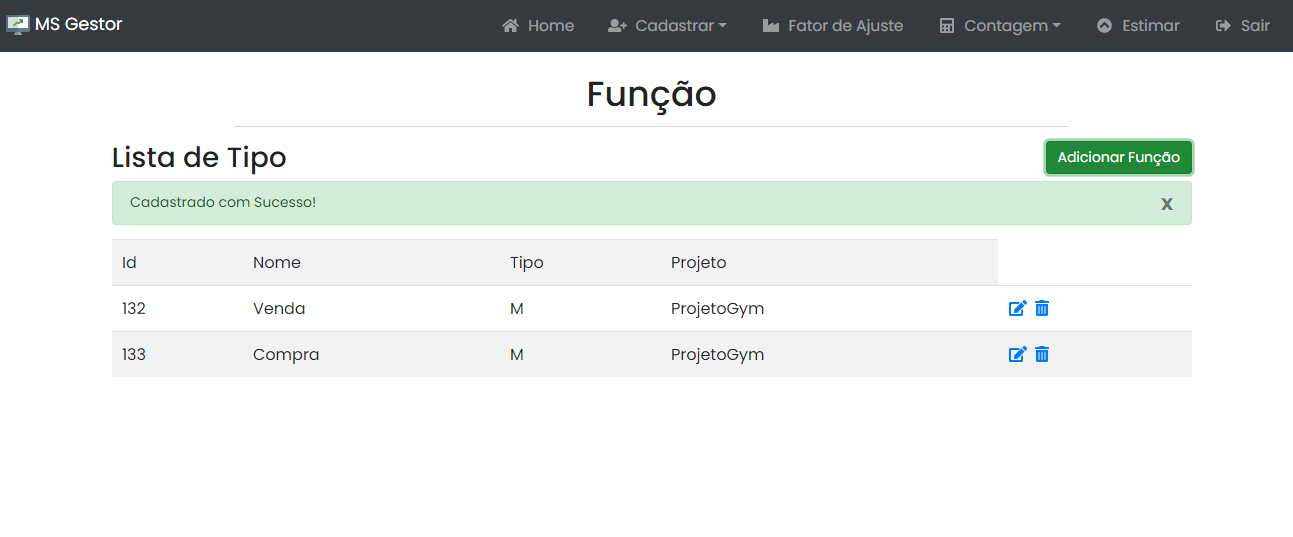 MS Gestor Home Cadastrar Fator de Ajuste Contagem Estimar Sair
Função
Lista de Tipo Adicionar Função
Cadastrado com Sucesso! x
Id Nome Tipo Projeto
132 Venda M ProjetoGym
133 Compra M ProjetoGym